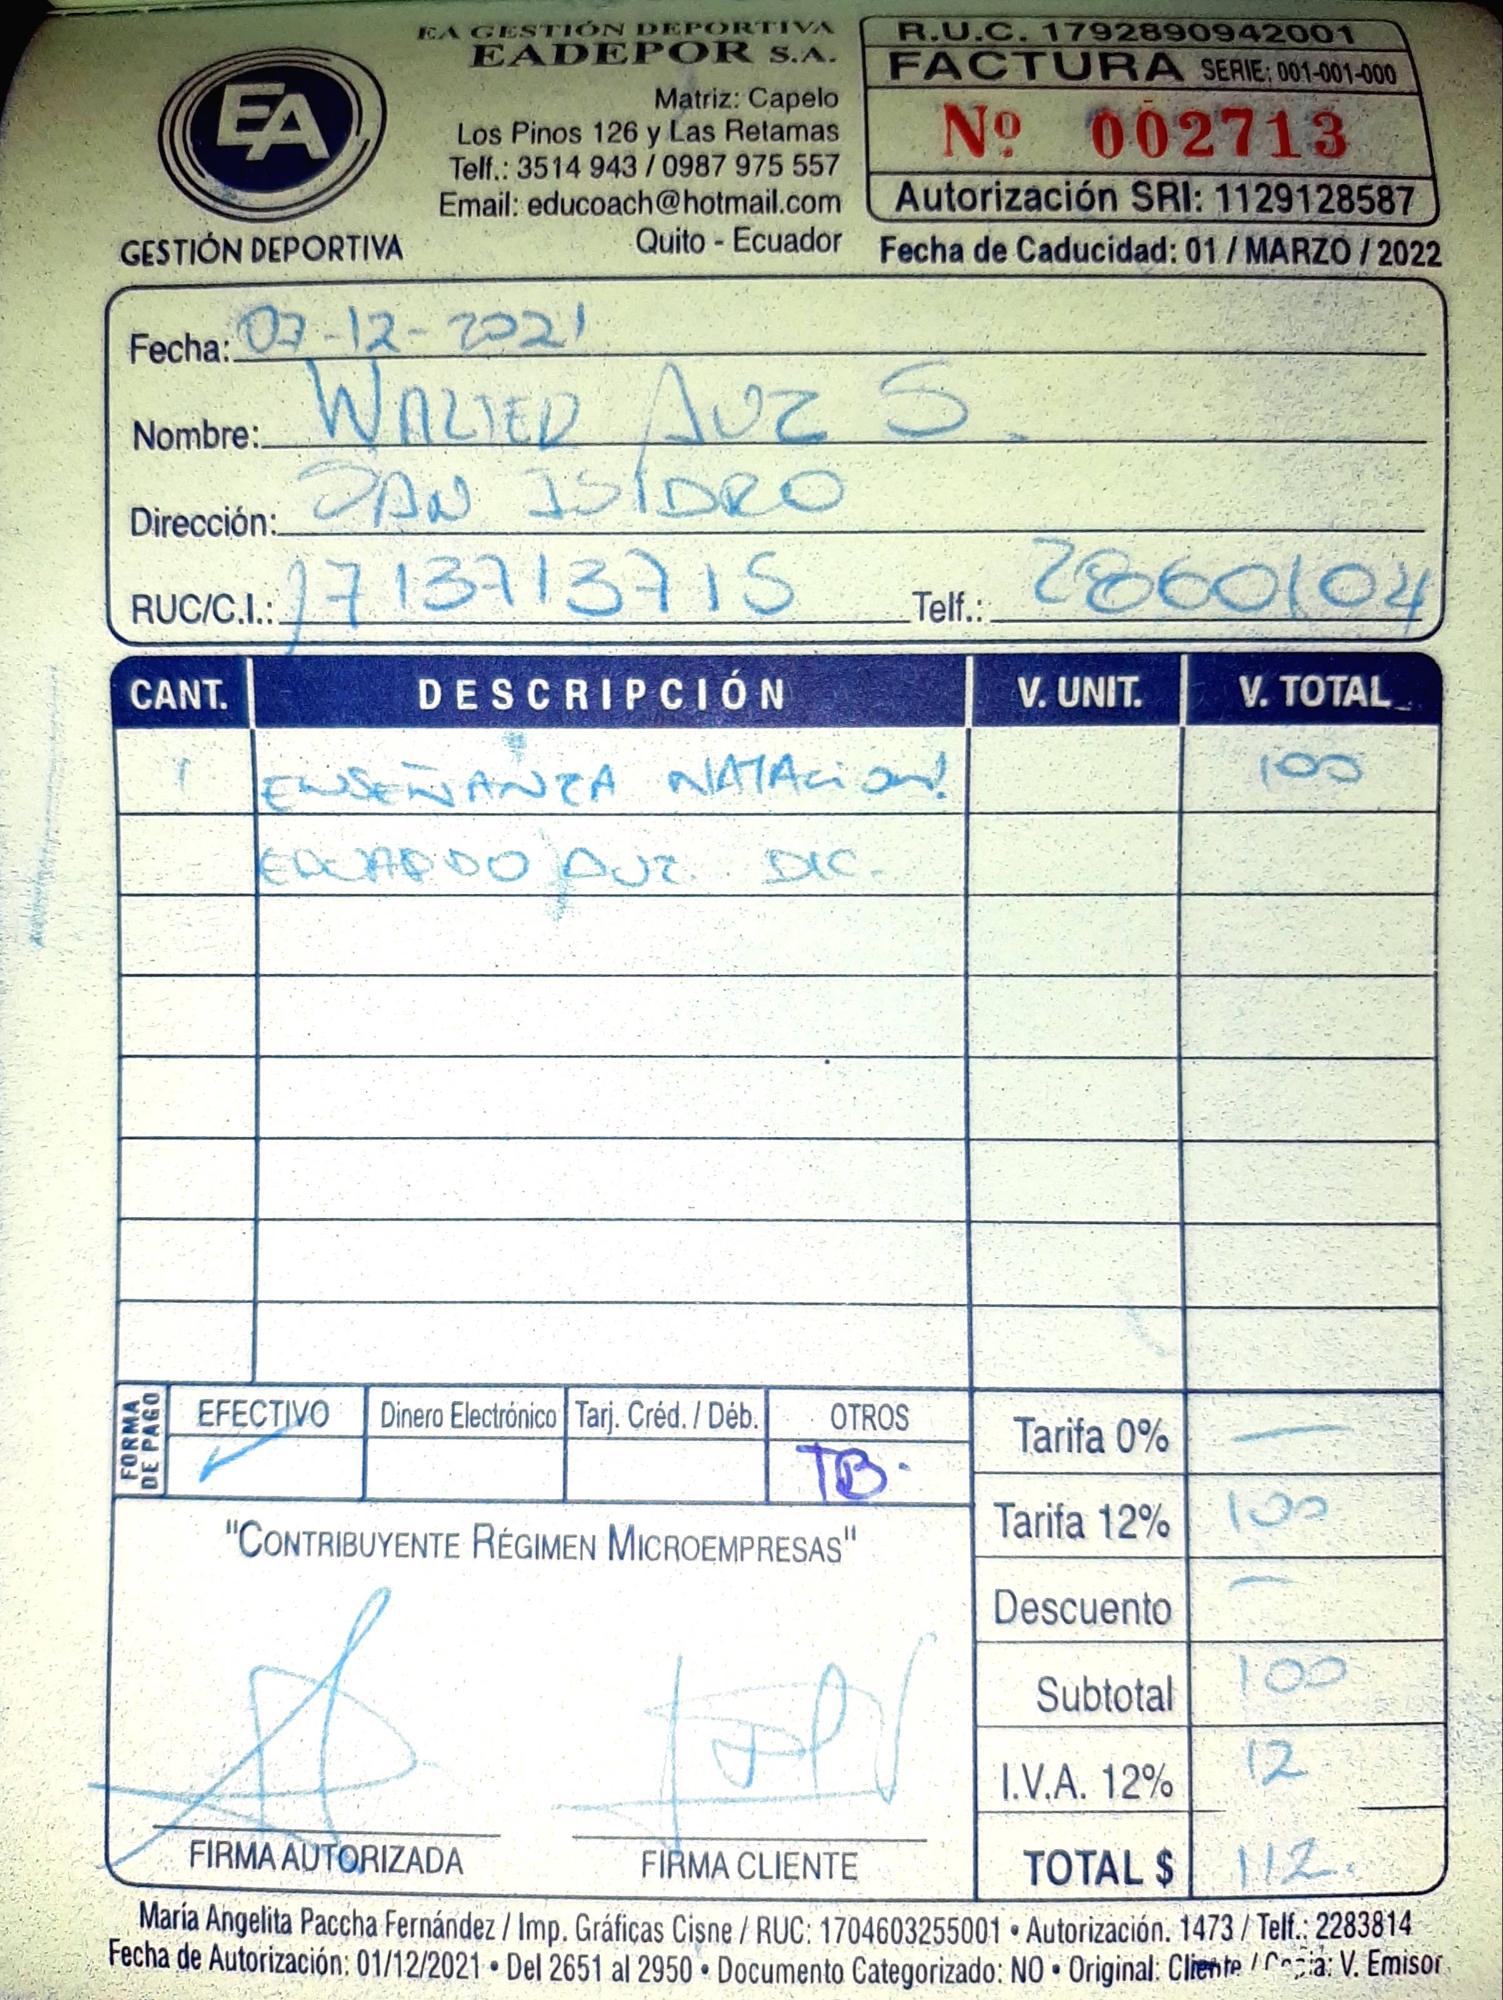 EA GESTIÓN DEPORTIVA
EADEPOR S.A.
EA
GESTIÓN DEPORTIVA
Matriz: Capelo
Los Pinos 126 y Las Retamas
Telf.: 3514 943 / 0987 975 557
Email: educoach@hotmail.com
Quito - Ecuador
R.U.C. 1792890942001
FACTURA SERIE: 001-001-000
Nº 002713
Autorización SRI: 1129128587
Fecha de Caducidad: 01 / MARZO / 2022
Fecha: 07-12-2021
Nombre: WALTER AUZ S.
Dirección: SAN ISIDRO
RUC/C.I.: 1713713715 Telf.: 2860104
CANT. DESCRIPCIÓN V. UNIT. V. TOTAL
1 ENSEÑANZA NATACION! 100
EDUARDO AUZ DIC.
FORMA DE PAGO
EFECTIVO Dinero Electrónico Tarj. Créd. / Déb. OTROS
TB.
Tarifa 0% —
Tarifa 12% 100
Descuento —
Subtotal 100
I.V.A. 12% 12
TOTAL $ 112.
"CONTRIBUYENTE RÉGIMEN MICROEMPRESAS"
FIRMA AUTORIZADA FIRMA CLIENTE
María Angelita Paccha Fernández / Imp. Gráficas Cisne / RUC: 1704603255001 • Autorización. 1473 / Telf.: 2283814
Fecha de Autorización: 01/12/2021 • Del 2651 al 2950 • Documento Categorizado: NO • Original: Cliente / Copia: V. Emisor